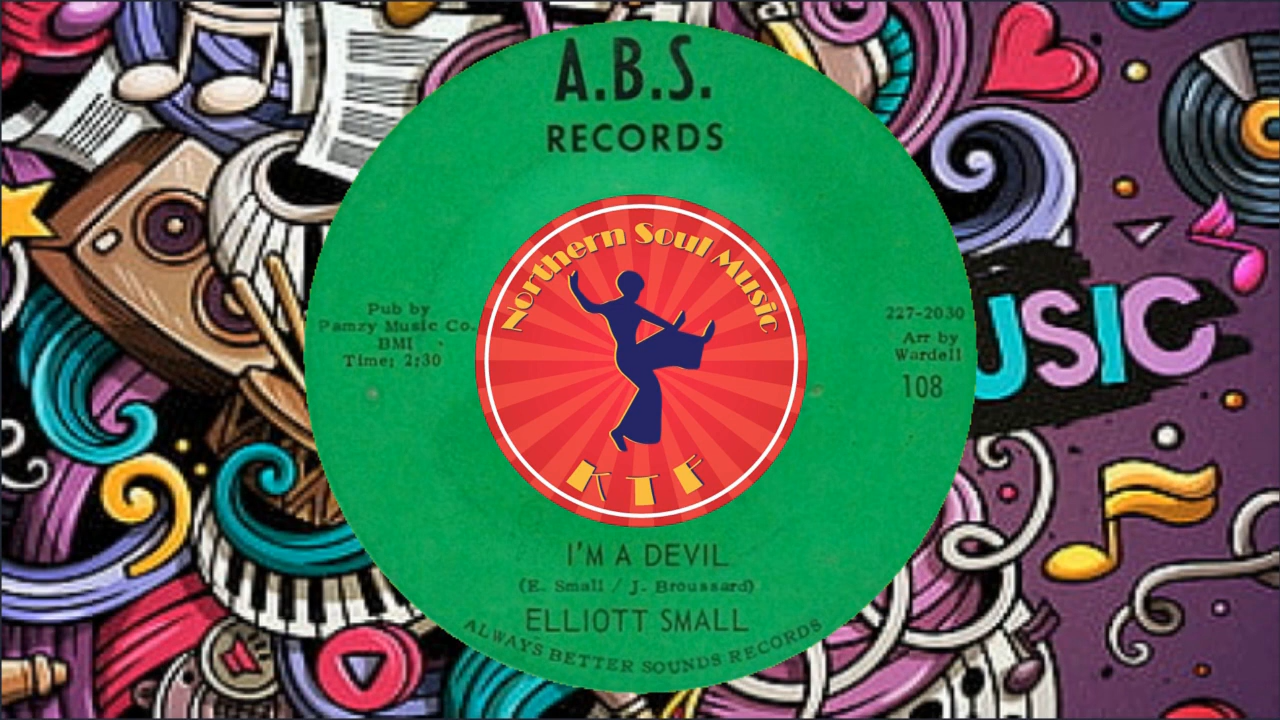 A.B.S.
RECORDS
Northern Soul Music
Pub by
Pamzy Music Co.
BMI
Time; 2:30
227-2030
Arr by
Wardell
108
USIC
K T F
I'M A DEVIL
(E. Small / J. Broussard)
ELLIOTT SMALL
ALWAYS BETTER SOUNDS RECORDS